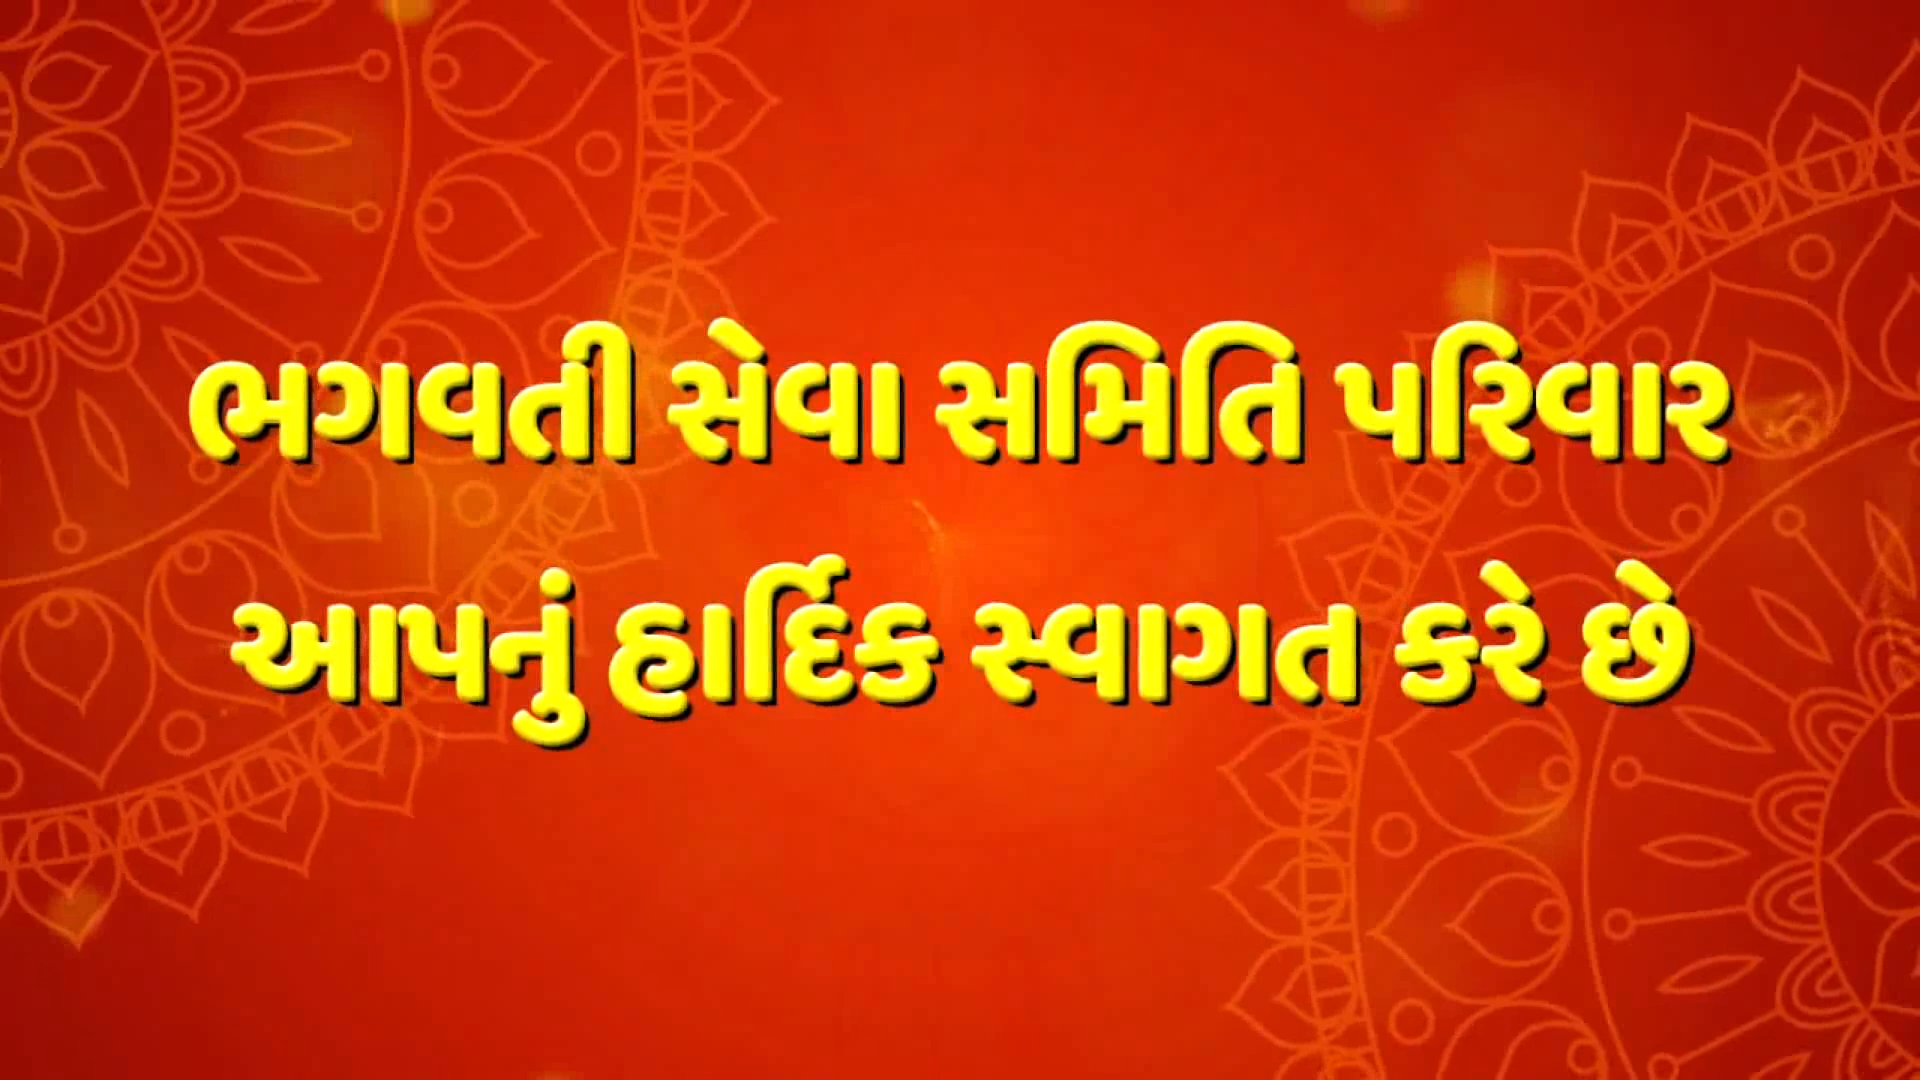 ભગવતી સેવા સમિતિ પરિવાર
આપનું હાર્દિક સ્વાગત કરે છે